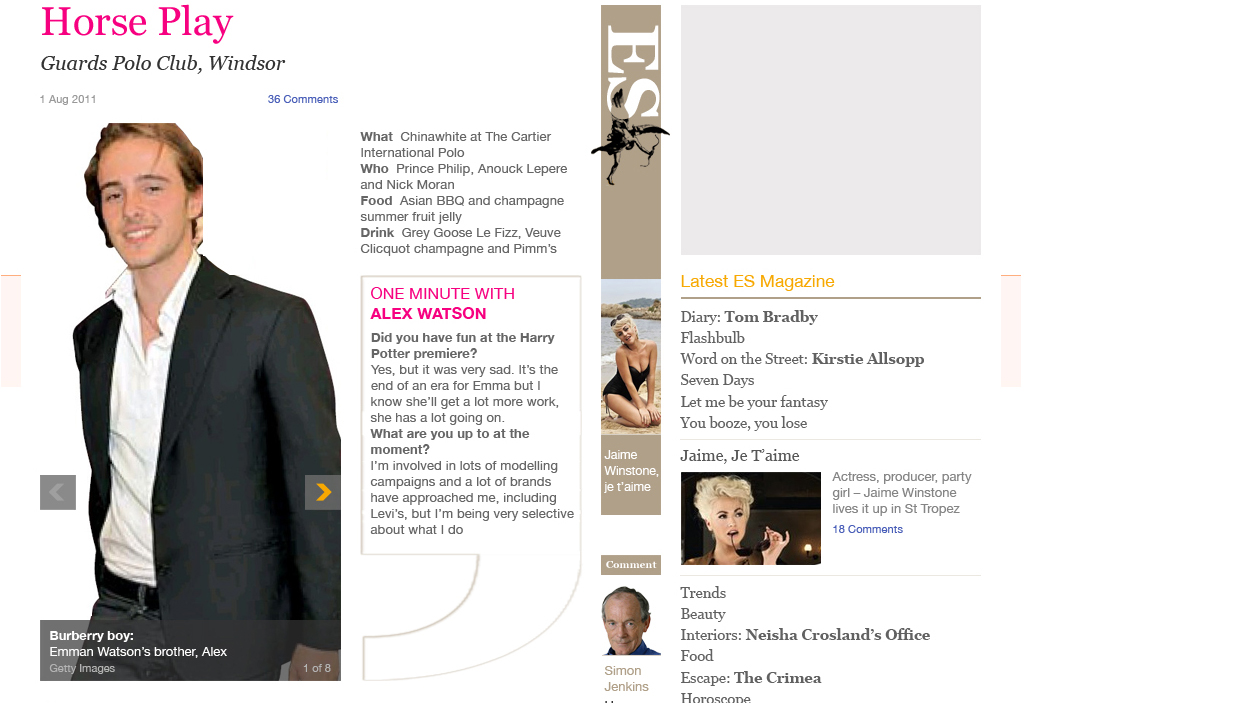 Horse Play
Guards Polo Club, Windsor
1 Aug 2011
36 Comments
What Chinawhite at The Cartier
International Polo
Who Prince Philip, Anouck Lepere
and Nick Moran
Food Asian BBQ and champagne
summer fruit jelly
Drink Grey Goose Le Fizz, Veuve
Clicquot champagne and Pimm's
ONE MINUTE WITH
ALEX WATSON
Did you have fun at the Harry
Potter premiere?
Yes, but it was very sad. It's the
end of an era for Emma but I
know she'll get a lot more work,
she has a lot going on.
What are you up to at the
moment?
I'm involved in lots of modelling
campaigns and a lot of brands
have approached me, including
Levi's, but I'm being very selective
about what I do
Burberry boy:
Emman Watson's brother, Alex
Getty Images
1 of 8
ES
Jaime
Winstone,
je t'aime
Comment
Simon
Jenkins
Latest ES Magazine
Diary: Tom Bradby
Flashbulb
Word on the Street: Kirstie Allsopp
Seven Days
Let me be your fantasy
You booze, you lose
Jaime, Je T'aime
Actress, producer, party
girl – Jaime Winstone
lives it up in St Tropez
18 Comments
Trends
Beauty
Interiors: Neisha Crosland's Office
Food
Escape: The Crimea
Horoscope